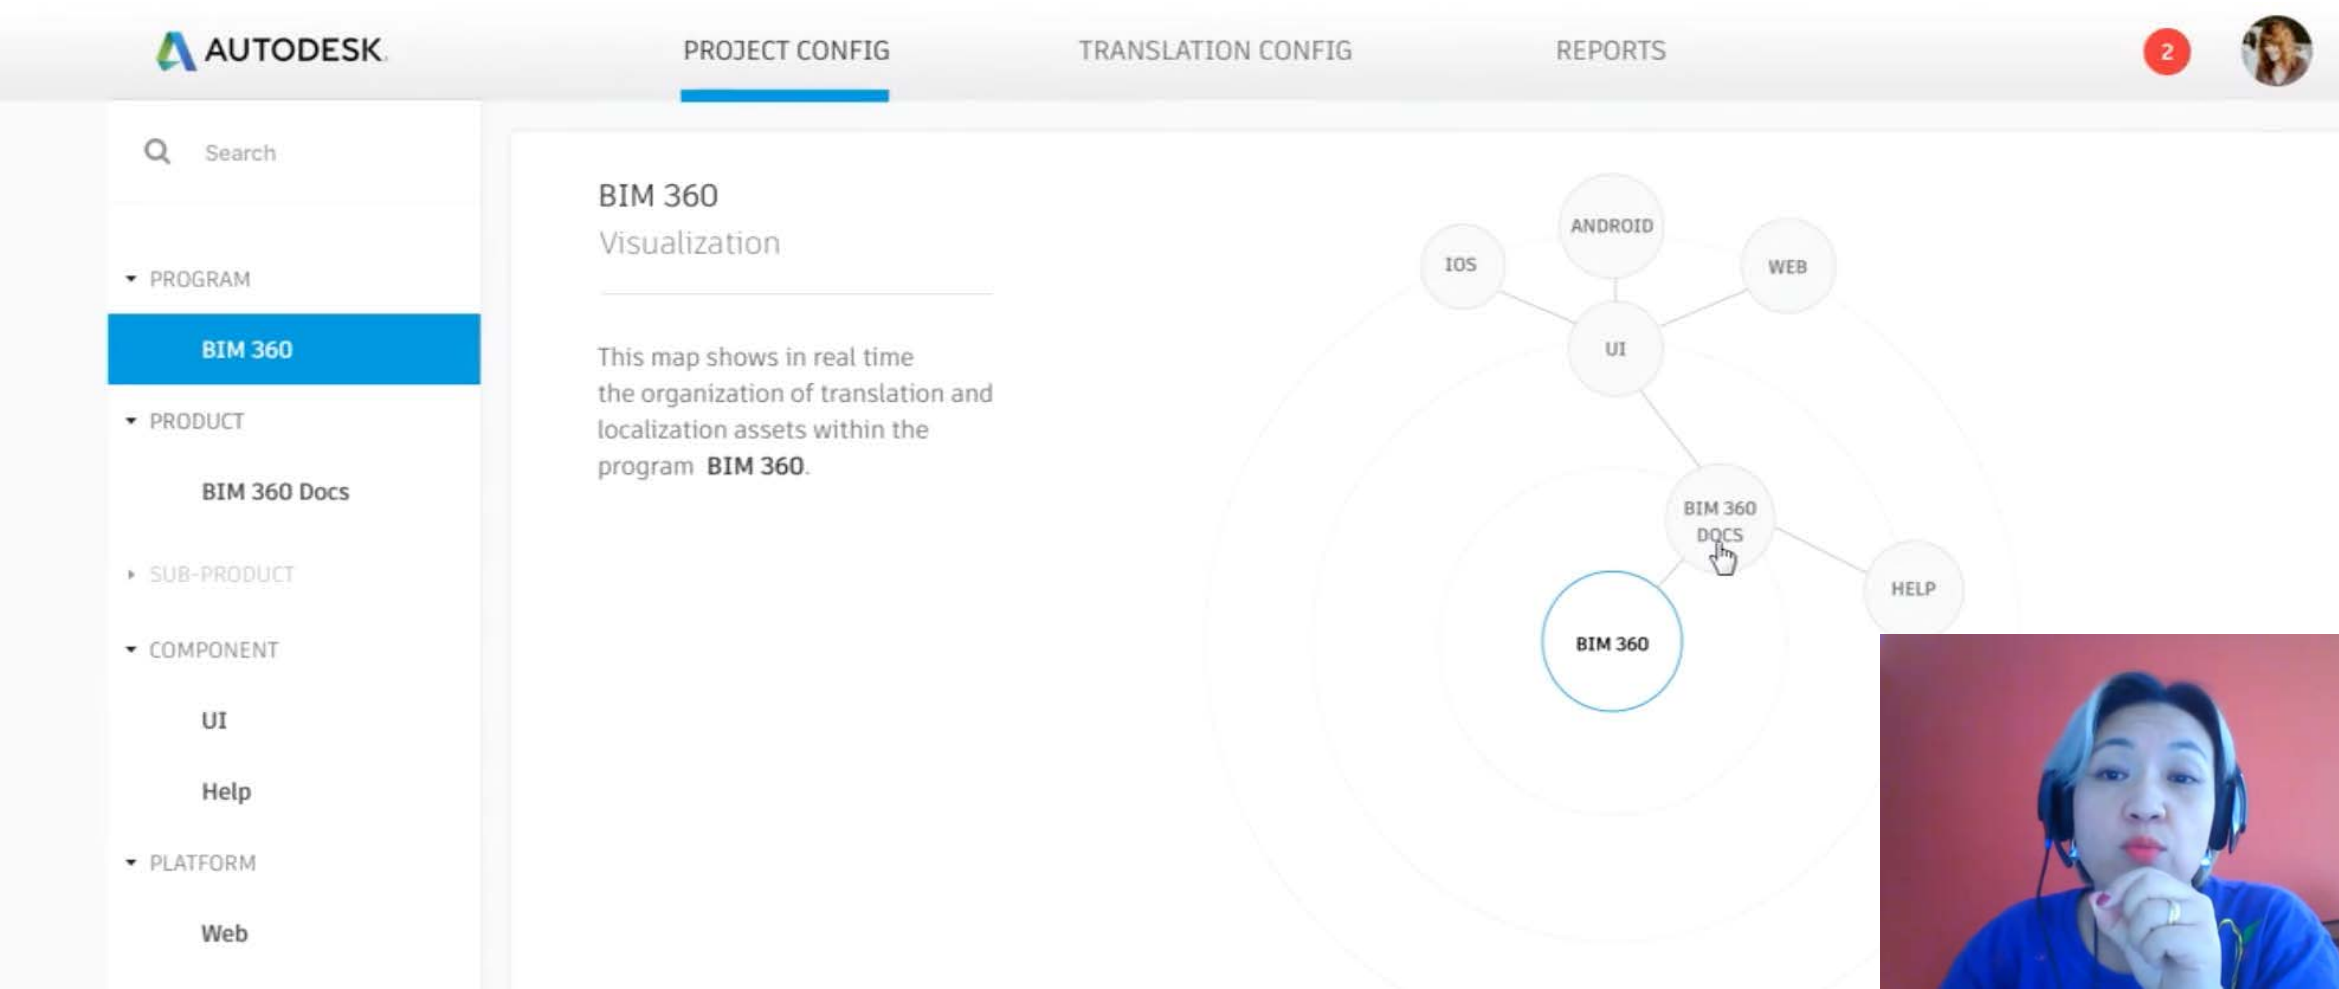 AUTODESK.
PROJECT CONFIG
TRANSLATION CONFIG
REPORTS
2
Search
PROGRAM
BIM 360
PRODUCT
BIM 360 Docs
SUB-PRODUCT
COMPONENT
UI
Help
PLATFORM
Web
BIM 360
Visualization
This map shows in real time
the organization of translation and
localization assets within the
program BIM 360.
ANDROID
IOS
WEB
UI
BIM 360
DOCS
HELP
BIM 360